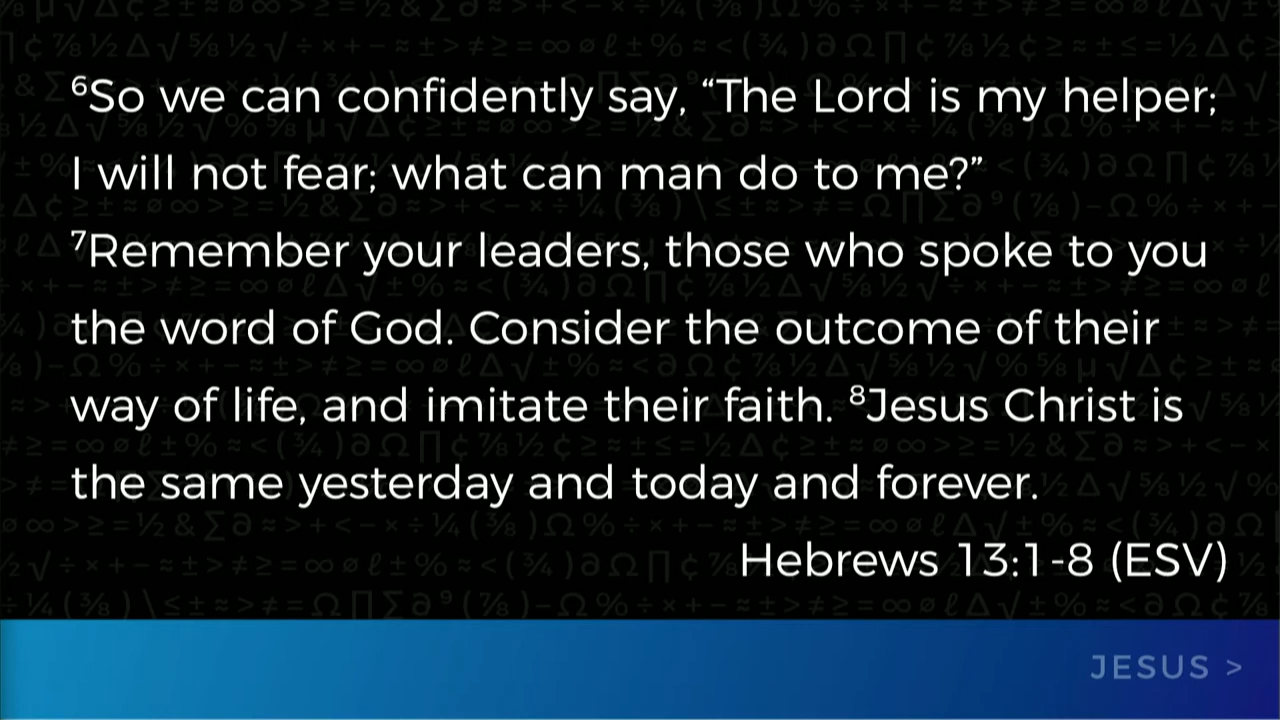 ⁶So we can confidently say, “The Lord is my helper;
I will not fear; what can man do to me?”
⁷Remember your leaders, those who spoke to you
the word of God. Consider the outcome of their
way of life, and imitate their faith. ⁸Jesus Christ is
the same yesterday and today and forever.
Hebrews 13:1-8 (ESV)
JESUS >